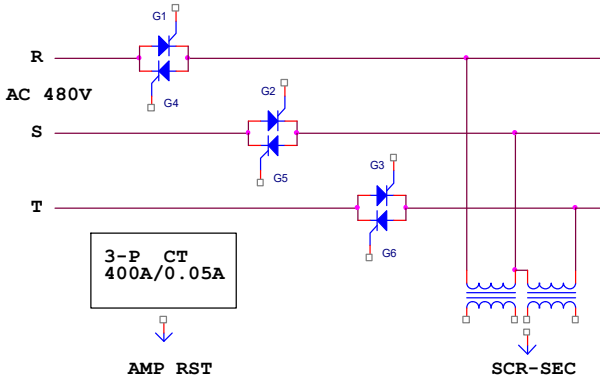 G1
R
G4
AC 480V
G2
S
G5
G3
T
G6
3-P CT
400A/0.05A
AMP RST
SCR-SEC